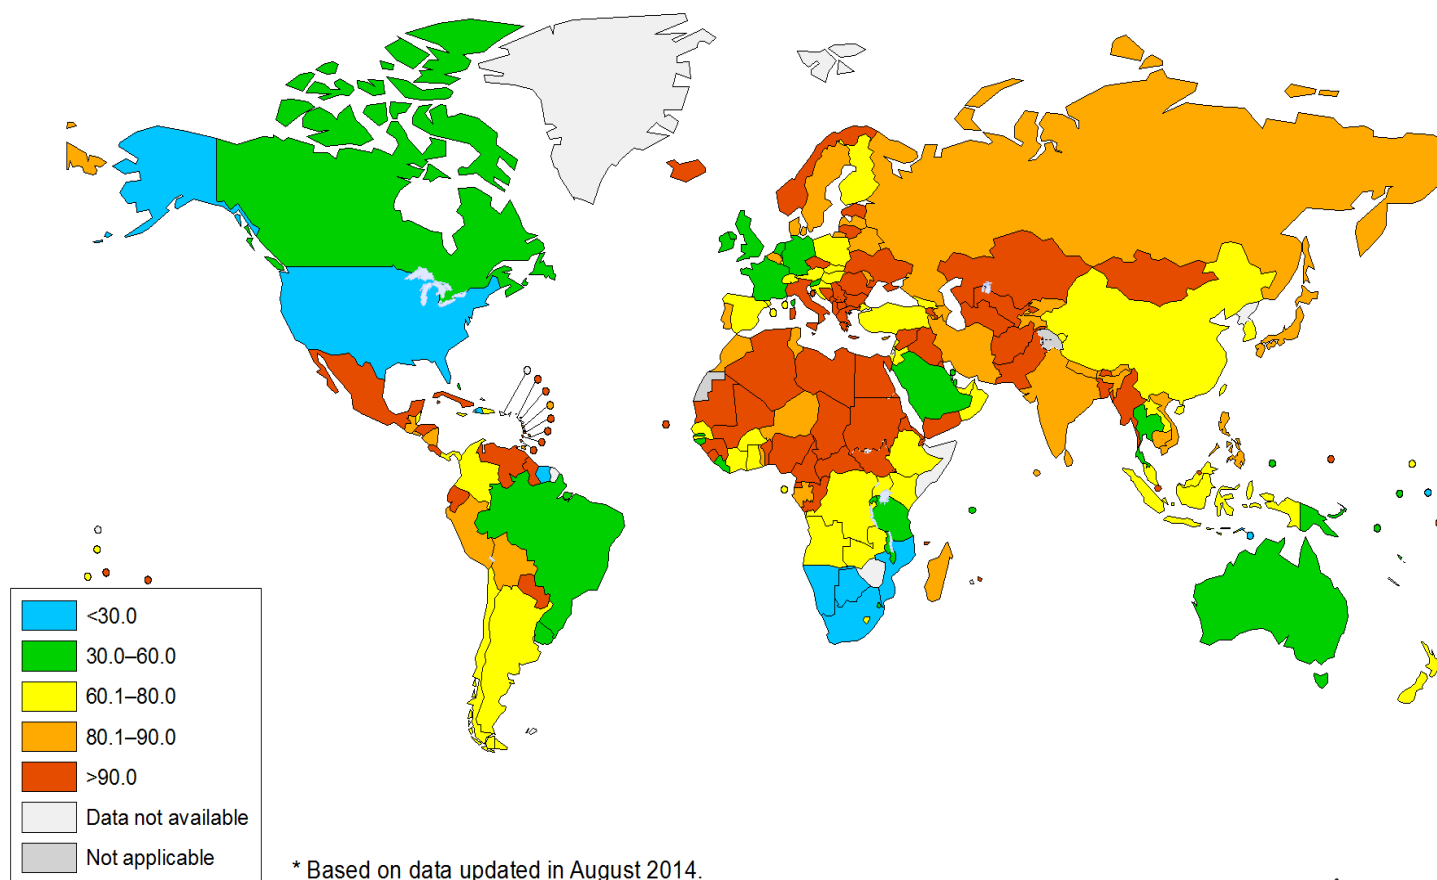 <30.0
30.0–60.0
60.1–80.0
80.1–90.0
>90.0
Data not available
Not applicable
* Based on data updated in August 2014.